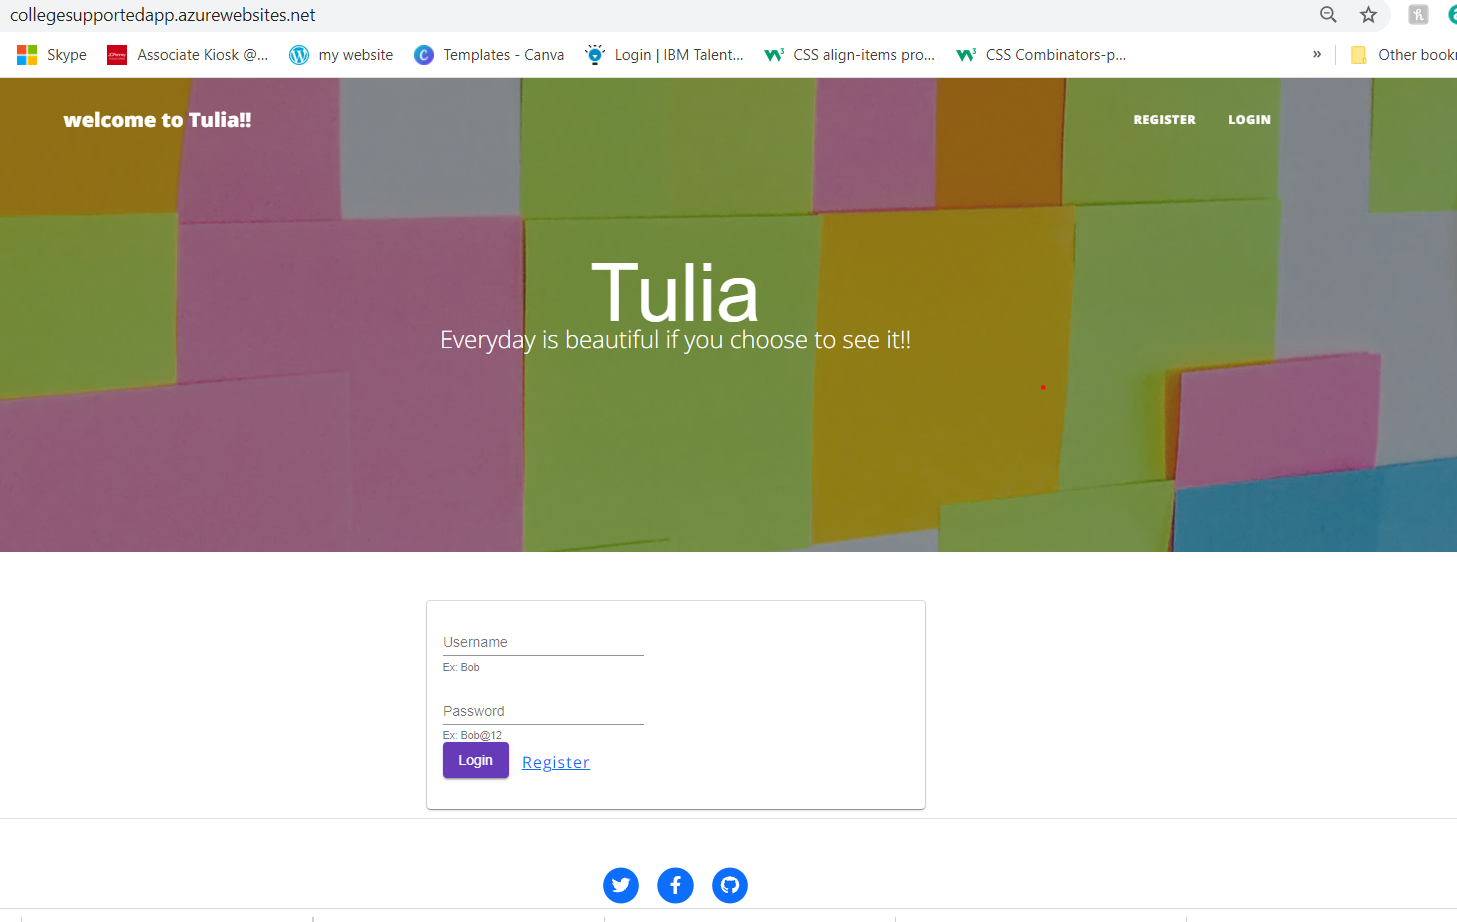 collegesupportedapp.azurewebsites.net
Skype Associate Kiosk @... my website Templates - Canva Login | IBM Talent... CSS align-items pro... CSS Combinators-p... » Other book
welcome to Tulia!! REGISTER LOGIN
Tulia
Everyday is beautiful if you choose to see it!!
Username
Ex: Bob
Password
Ex: Bob@12
Login Register